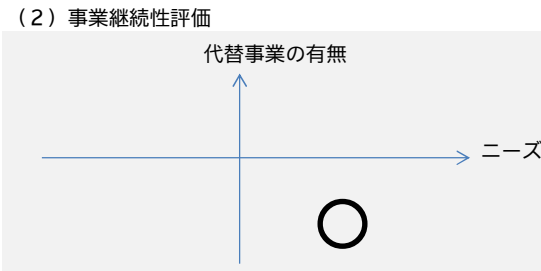 （２）事業継続性評価
代替事業の有無
ニーズ